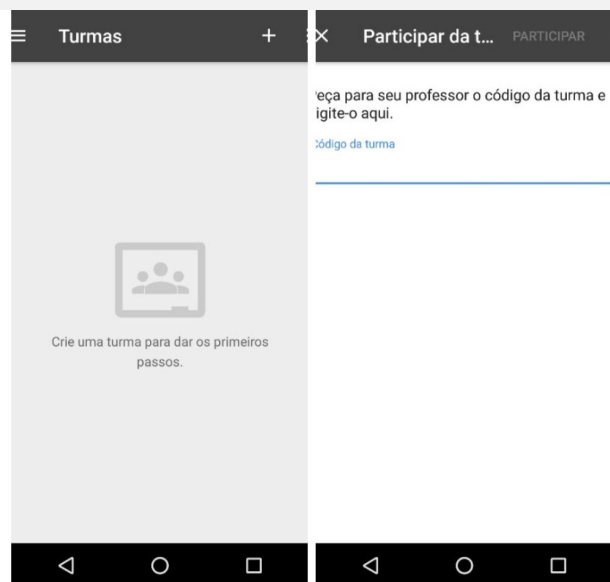 Turmas
Crie uma turma para dar os primeiros
passos.
Participar da t... PARTICIPAR
eça para seu professor o código da turma e
igite-o aqui.
Código da turma